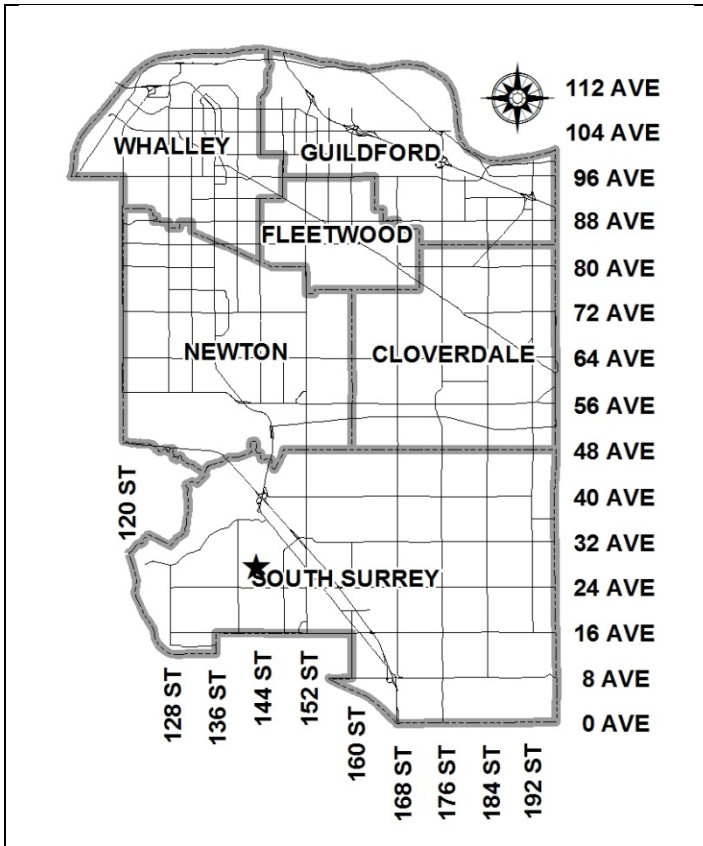 112 AVE
104 AVE
WHALLEY
GUILDFORD
96 AVE
88 AVE
FLEETWOOD
80 AVE
72 AVE
NEWTON
CLOVERDALE
64 AVE
56 AVE
48 AVE
120 ST
40 AVE
32 AVE
SOUTH SURREY
24 AVE
16 AVE
128 ST
136 ST
144 ST
152 ST
160 ST
8 AVE
0 AVE
168 ST
176 ST
184 ST
192 ST